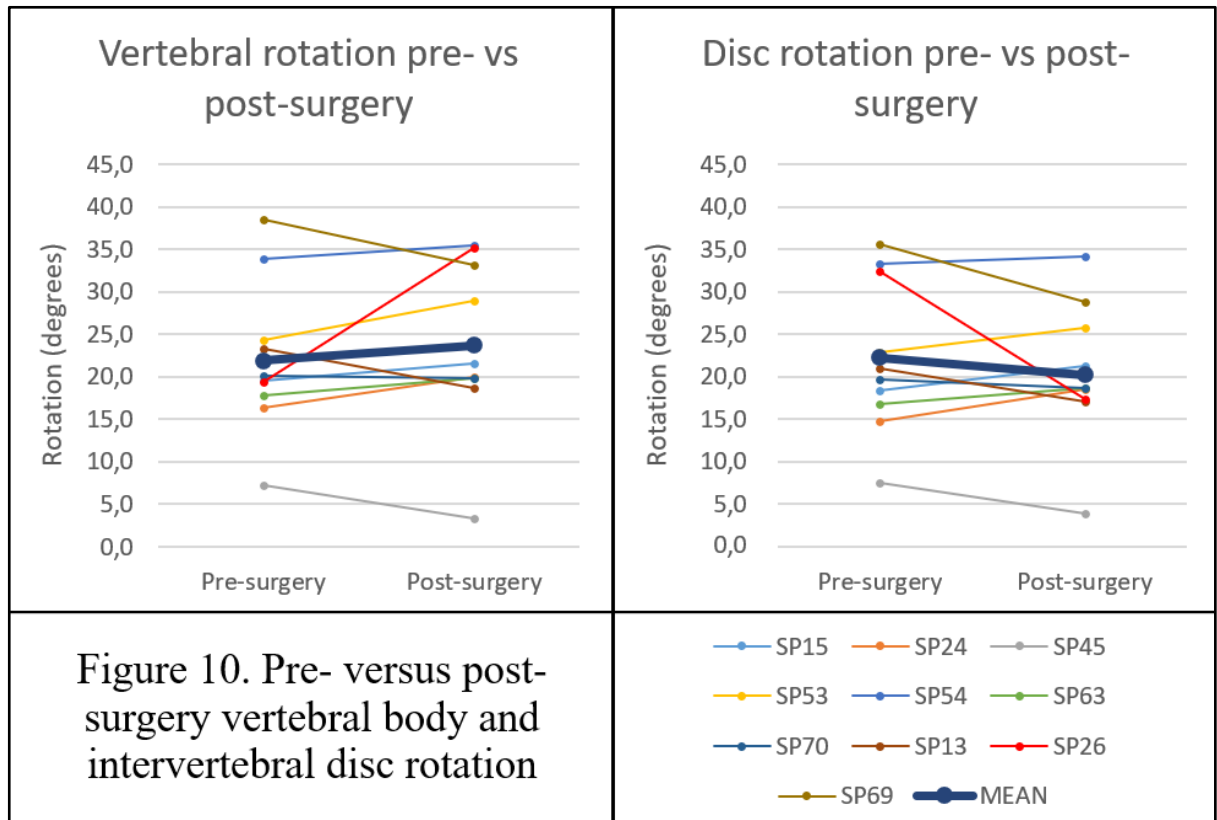 Vertebral rotation pre- vs
post-surgery
45,0
40,0
35,0
30,0
25,0
20,0
15,0
10,0
5,0
0,0
Rotation (degrees)
Pre-surgery Post-surgery
Disc rotation pre- vs post-
surgery
45,0
40,0
35,0
30,0
25,0
20,0
15,0
10,0
5,0
0,0
Rotation (degrees)
Pre-surgery Post-surgery
Figure 10. Pre- versus post-
surgery vertebral body and
intervertebral disc rotation
SP15 SP24 SP45
SP53 SP54 SP63
SP70 SP13 SP26
SP69 MEAN